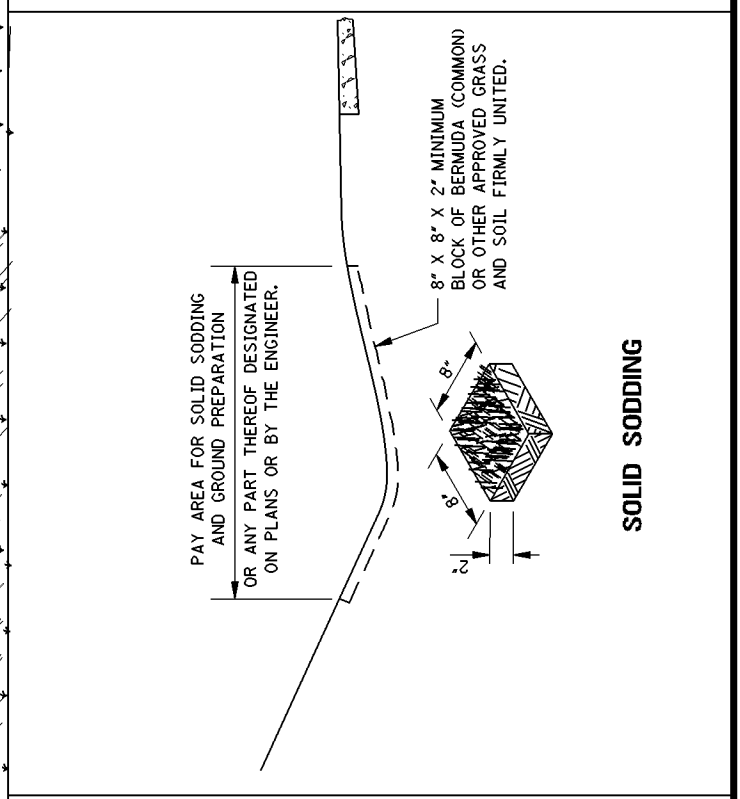 PAY AREA FOR SOLID SODDING
AND GROUND PREPARATION
OR ANY PART THEREOF DESIGNATED
ON PLANS OR BY THE ENGINEER.
8" X 8" X 2" MINIMUM
BLOCK OF BERMUDA (COMMON)
OR OTHER APPROVED GRASS
AND SOIL FIRMLY UNITED.
8"
8"
2"
SOLID SODDING